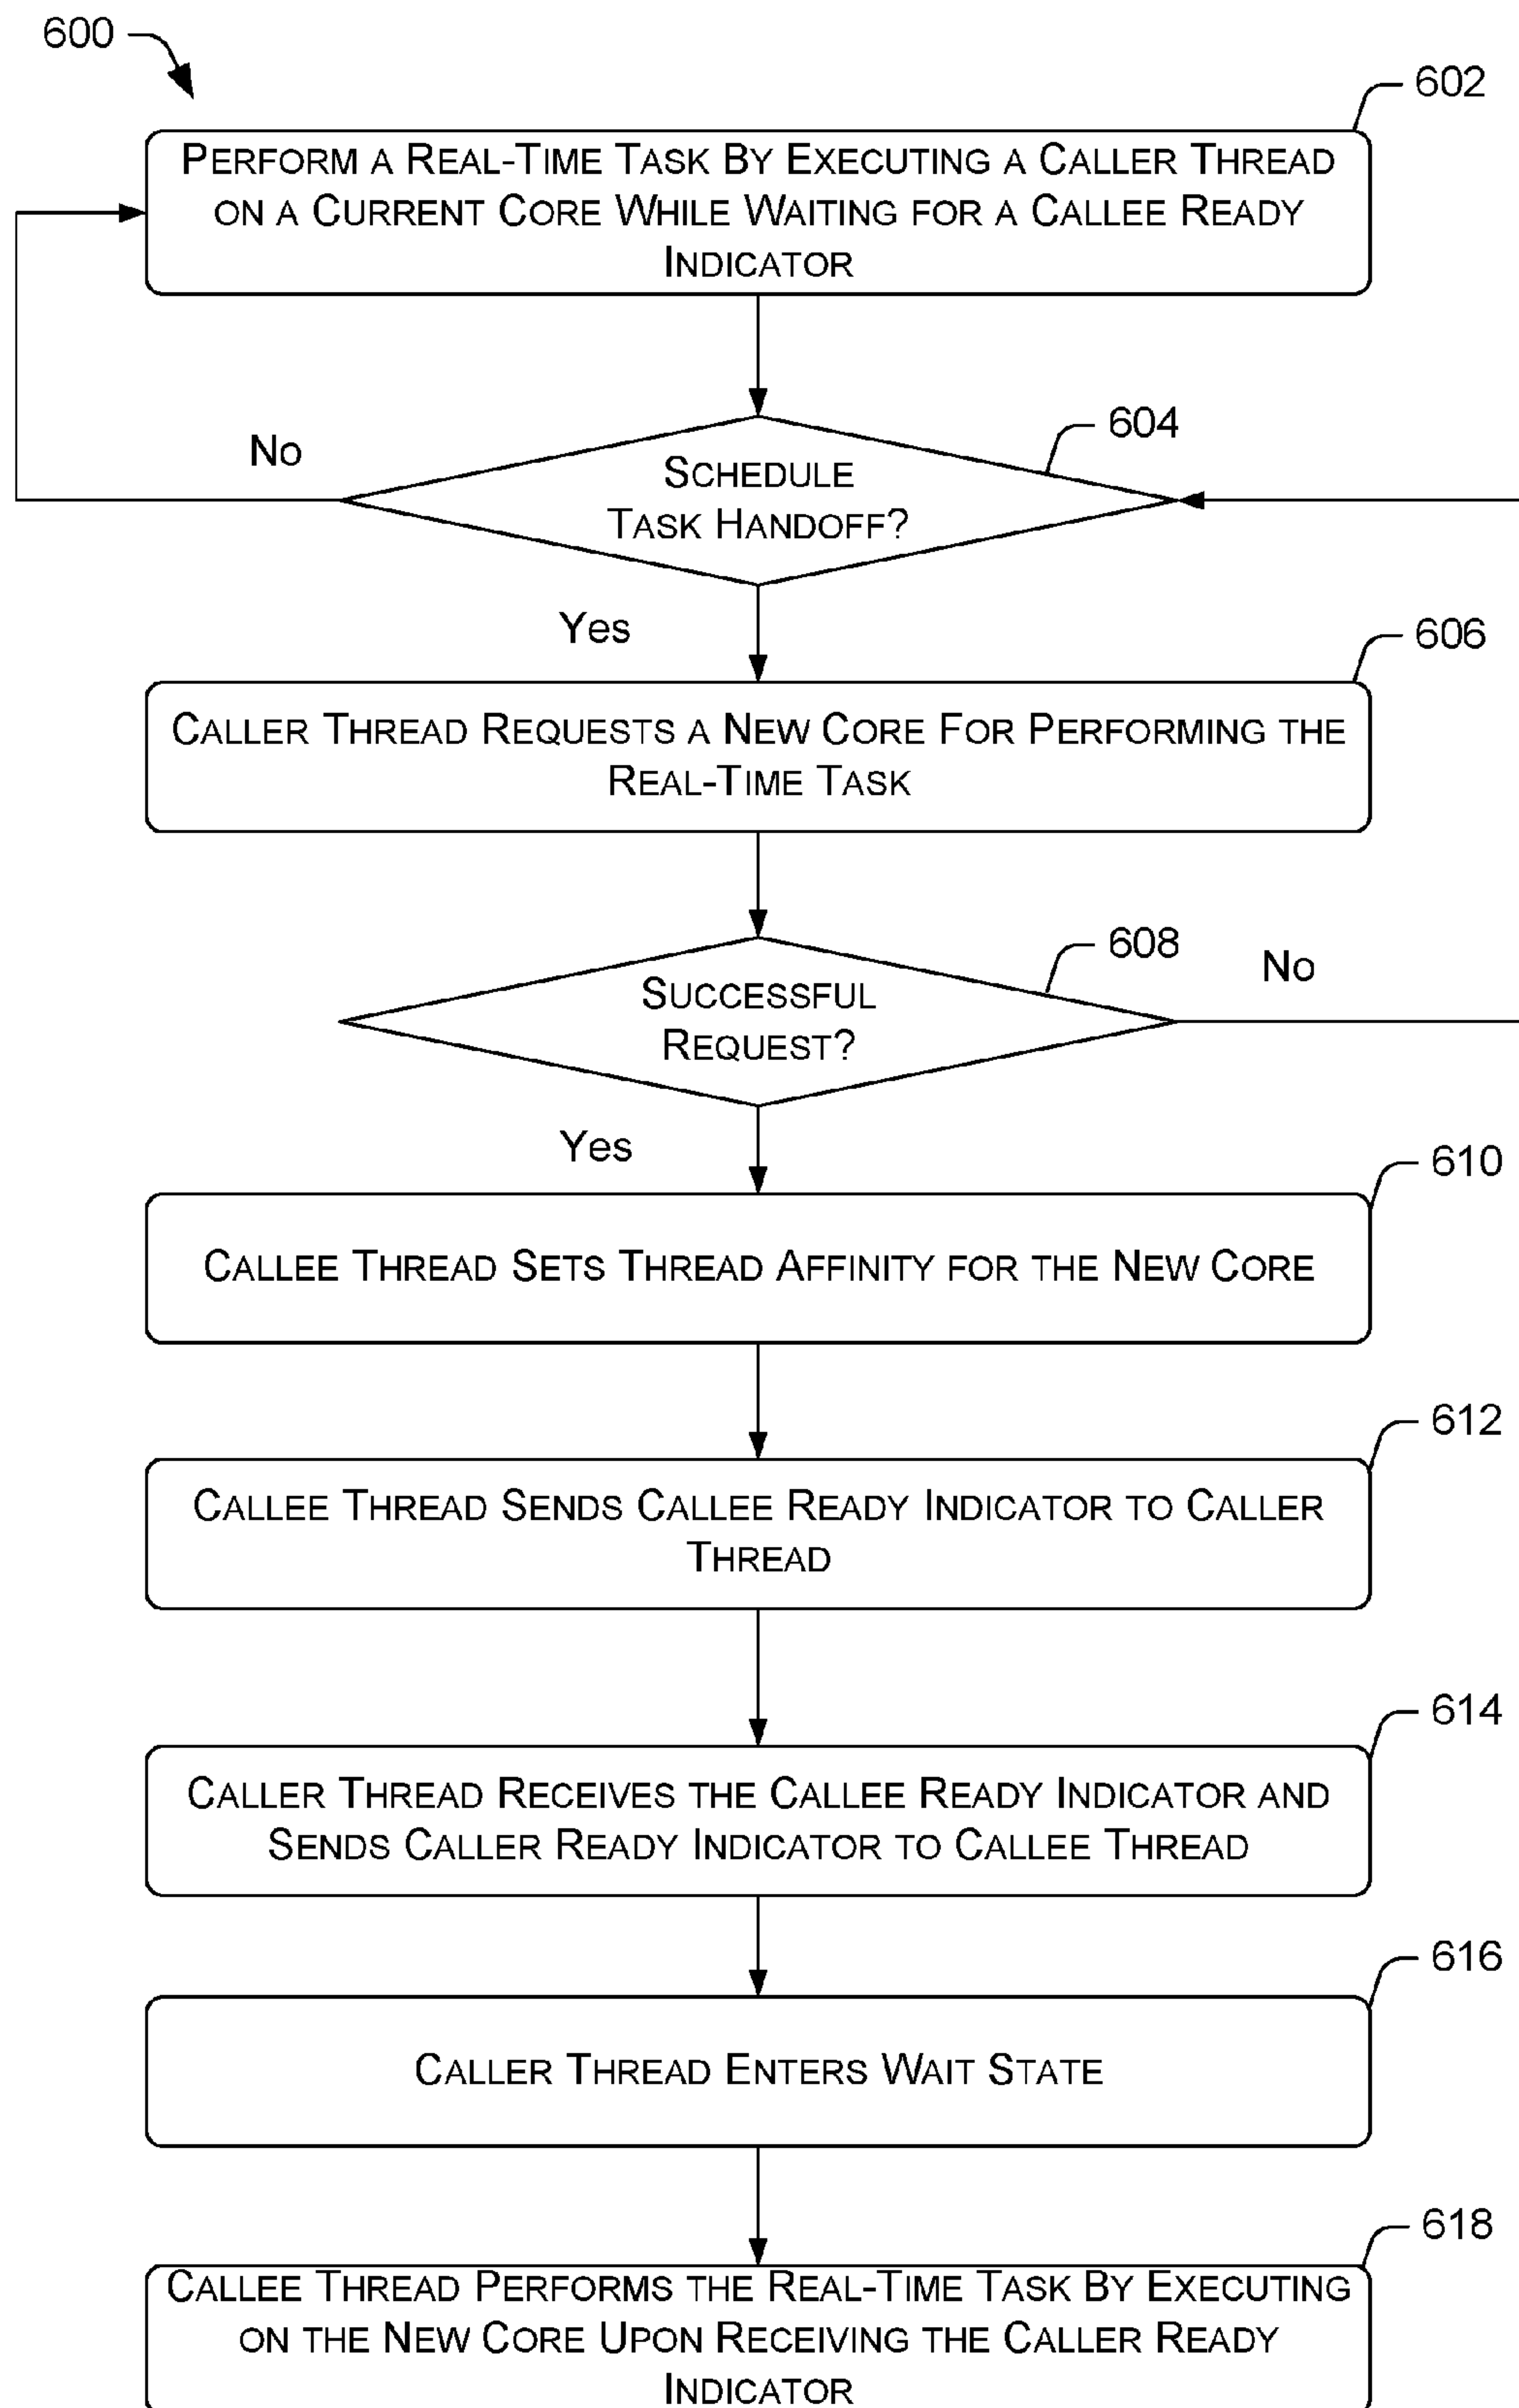 600
602
PERFORM A REAL-TIME TASK BY EXECUTING A CALLER THREAD
ON A CURRENT CORE WHILE WAITING FOR A CALLEE READY
INDICATOR
604
No
SCHEDULE
TASK HANDOFF?
Yes
606
CALLER THREAD REQUESTS A NEW CORE FOR PERFORMING THE
REAL-TIME TASK
608
No
SUCCESSFUL
REQUEST?
Yes
610
CALLEE THREAD SETS THREAD AFFINITY FOR THE NEW CORE
612
CALLEE THREAD SENDS CALLEE READY INDICATOR TO CALLER
THREAD
614
CALLER THREAD RECEIVES THE CALLEE READY INDICATOR AND
SENDS CALLER READY INDICATOR TO CALLEE THREAD
616
CALLER THREAD ENTERS WAIT STATE
618
CALLEE THREAD PERFORMS THE REAL-TIME TASK BY EXECUTING
ON THE NEW CORE UPON RECEIVING THE CALLER READY
INDICATOR